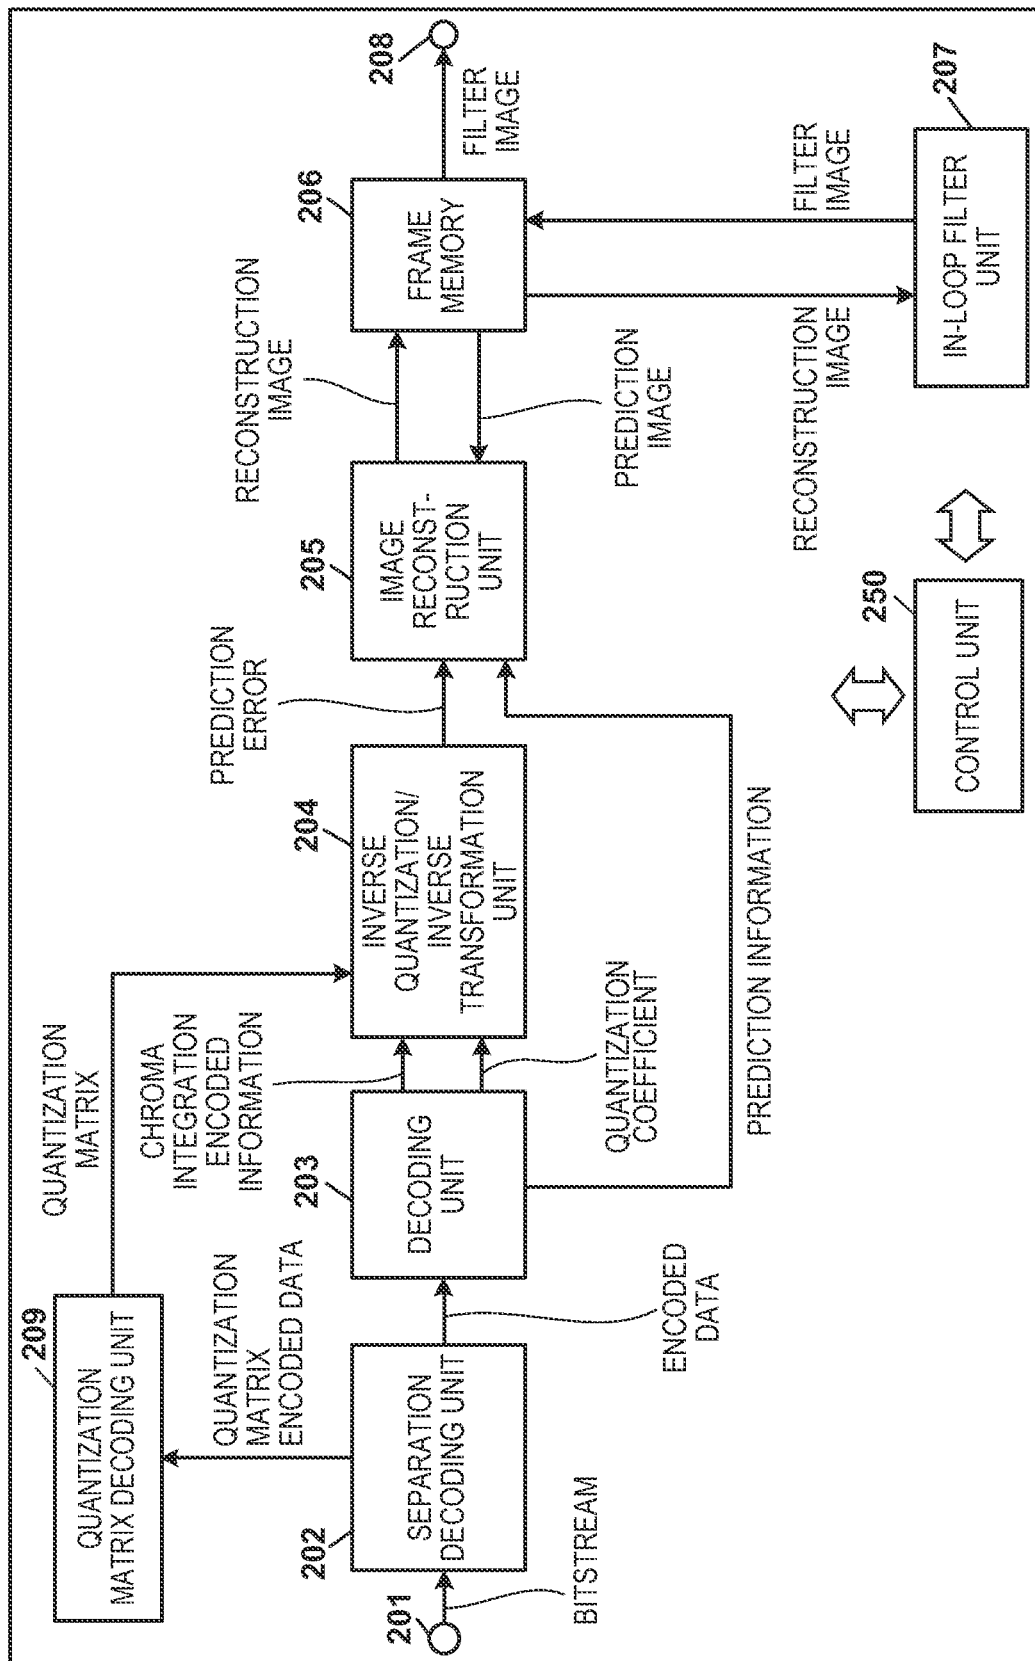 209
QUANTIZATION
MATRIX DECODING UNIT
QUANTIZATION
MATRIX
QUANTIZATION
MATRIX
ENCODED DATA
CHROMA
INTEGRATION
ENCODED
INFORMATION
PREDICTION
ERROR
RECONSTRUCTION
IMAGE
201
BITSTREAM
202
SEPARATION
DECODING UNIT
ENCODED
DATA
203
DECODING
UNIT
QUANTIZATION
COEFFICIENT
204
INVERSE
QUANTIZATION/
INVERSE
TRANSFORMATION
UNIT
205
IMAGE
RECONST-
RUCTION
UNIT
PREDICTION
IMAGE
206
FRAME
MEMORY
FILTER
IMAGE
208
PREDICTION INFORMATION
RECONSTRUCTION
IMAGE
FILTER
IMAGE
250
CONTROL UNIT
207
IN-LOOP FILTER
UNIT